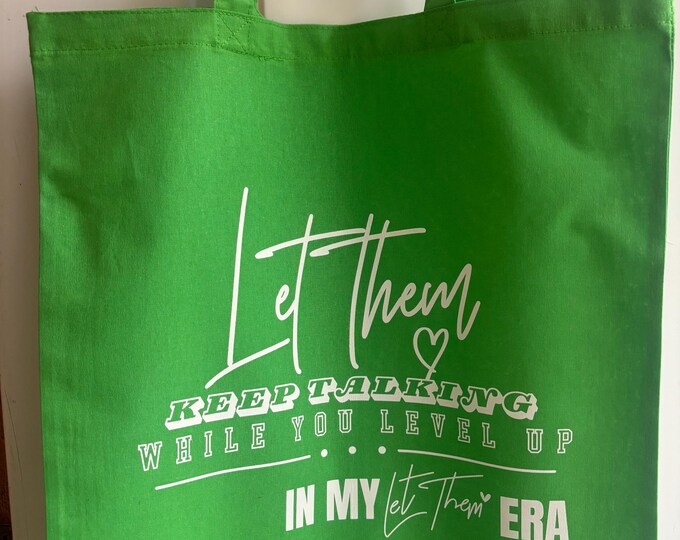 Let Them
KEEP TALKING
WHILE YOU LEVEL UP
IN MY Let Them ERA